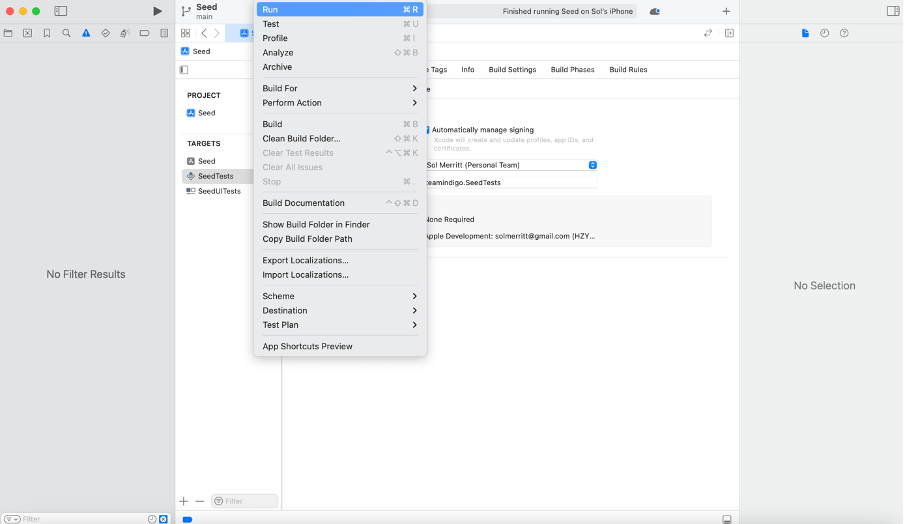 Seed
main
Finished running Seed on Sol's iPhone
Seed
Tags
Info
Build Settings
Build Phases
Build Rules
PROJECT
Seed
TARGETS
Seed
SeedTests
SeedUITests
Filter
No Filter Results
Filter
Run ⌘ R
Test ⌘ U
Profile ⌘ I
Analyze ⇧ ⌘ B
Archive
Build For
Perform Action
Build ⌘ B
Clean Build Folder... ⇧ ⌘ K
Clear Test Results ^ ⌥ ⌘ K
Clear All Issues
Stop ⌘ .
Build Documentation ^ ⇧ ⌘ D
Show Build Folder in Finder
Copy Build Folder Path
Export Localizations...
Import Localizations...
Scheme
Destination
Test Plan
App Shortcuts Preview
Automatically manage signing
Xcode will create and update profiles, app IDs, and
certificates.
Sol Merritt (Personal Team)
teamindigo.SeedTests
None Required
Apple Development: solmerritt@gmail.com (HZY...
No Selection